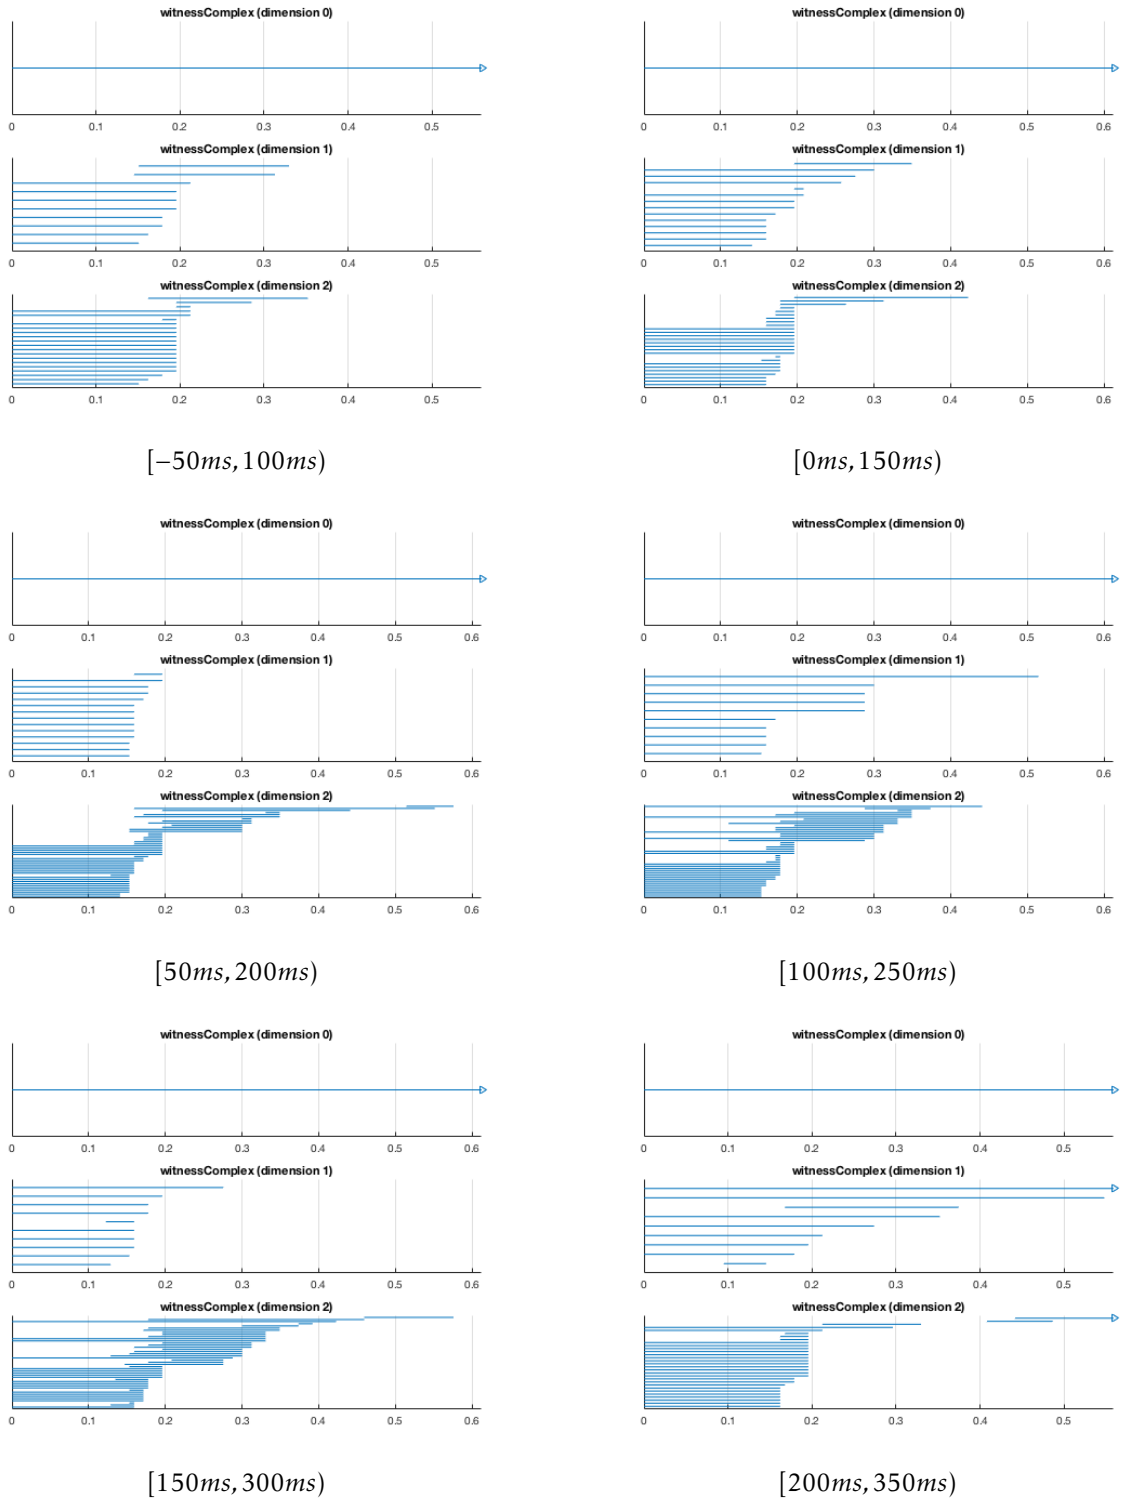 witnessComplex (dimension 0)
0 0.1 0.2 0.3 0.4 0.5
witnessComplex (dimension 1)
0 0.1 0.2 0.3 0.4 0.5
witnessComplex (dimension 2)
0 0.1 0.2 0.3 0.4 0.5
[−50ms, 100ms)
witnessComplex (dimension 0)
0 0.1 0.2 0.3 0.4 0.5 0.6
witnessComplex (dimension 1)
0 0.1 0.2 0.3 0.4 0.5 0.6
witnessComplex (dimension 2)
0 0.1 0.2 0.3 0.4 0.5 0.6
[0ms, 150ms)
witnessComplex (dimension 0)
0 0.1 0.2 0.3 0.4 0.5 0.6
witnessComplex (dimension 1)
0 0.1 0.2 0.3 0.4 0.5 0.6
witnessComplex (dimension 2)
0 0.1 0.2 0.3 0.4 0.5 0.6
[50ms, 200ms)
witnessComplex (dimension 0)
0 0.1 0.2 0.3 0.4 0.5 0.6
witnessComplex (dimension 1)
0 0.1 0.2 0.3 0.4 0.5 0.6
witnessComplex (dimension 2)
0 0.1 0.2 0.3 0.4 0.5 0.6
[100ms, 250ms)
witnessComplex (dimension 0)
0 0.1 0.2 0.3 0.4 0.5 0.6
witnessComplex (dimension 1)
0 0.1 0.2 0.3 0.4 0.5 0.6
witnessComplex (dimension 2)
0 0.1 0.2 0.3 0.4 0.5 0.6
[150ms, 300ms)
witnessComplex (dimension 0)
0 0.1 0.2 0.3 0.4 0.5
witnessComplex (dimension 1)
0 0.1 0.2 0.3 0.4 0.5
witnessComplex (dimension 2)
0 0.1 0.2 0.3 0.4 0.5
[200ms, 350ms)